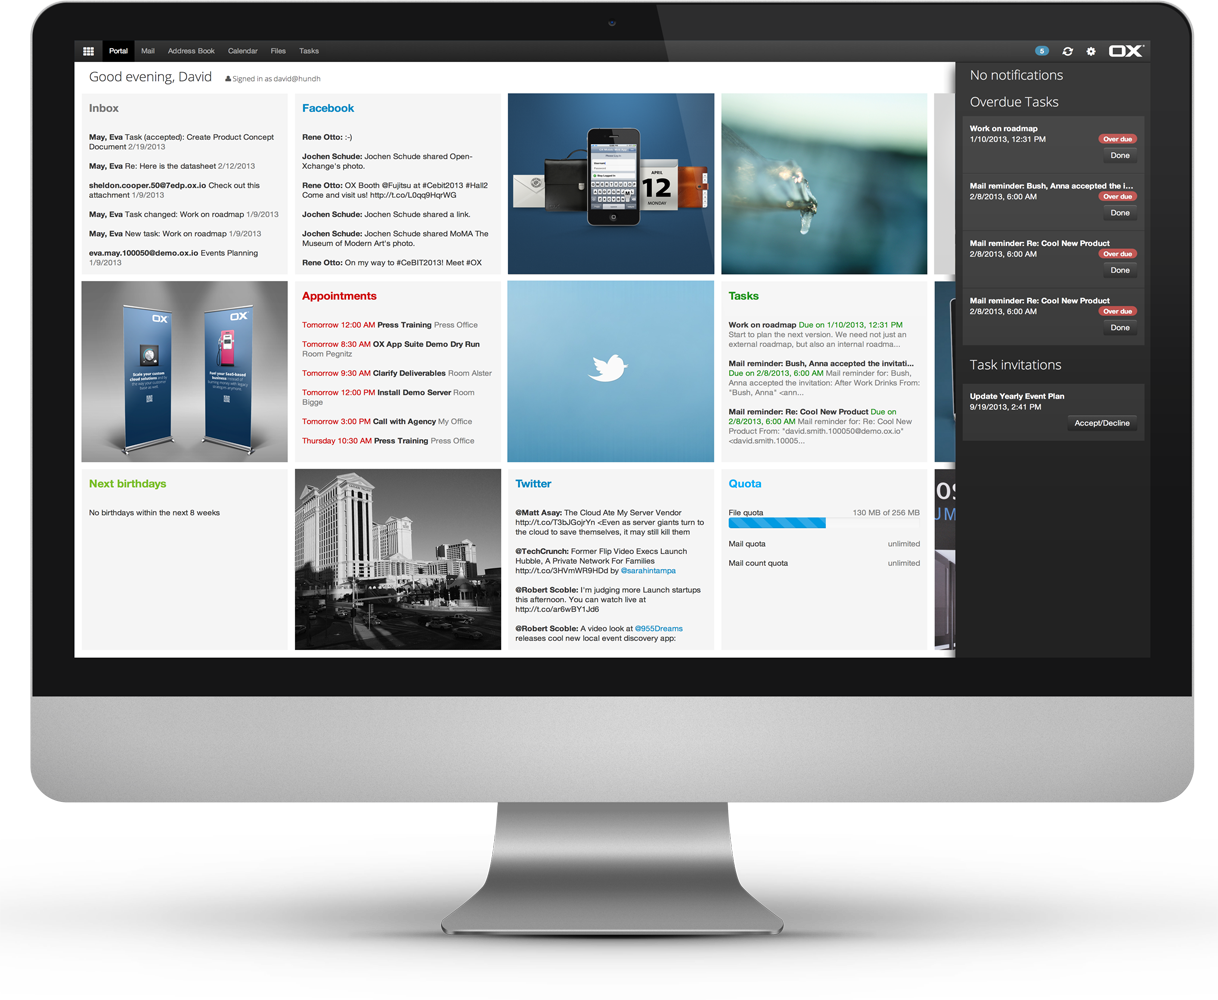 Portal Mail Address Book Calendar Files Tasks
5
OX
Good evening, David
Signed in as david@hundh
Inbox
May, Eva Task (accepted): Create Product Concept
Document 2/19/2013
May, Eva Re: Here is the datasheet 2/12/2013
sheldon.cooper.50@7edp.ox.io Check out this
attachment 1/9/2013
May, Eva Task changed: Work on roadmap 1/9/2013
May, Eva New task: Work on roadmap 1/9/2013
eva.may.100050@demo.ox.io Events Planning
1/9/2013
Facebook
Rene Otto: :-)
Jochen Schude: Jochen Schude shared Open-
Xchange's photo.
Rene Otto: OX Booth @Fujitsu at #Cebit2013 #Hall2
Come and visit us! http://t.co/L0qq9HqrWG
Jochen Schude: Jochen Schude shared a link.
Jochen Schude: Jochen Schude shared MoMA The
Museum of Modern Art's photo.
Rene Otto: On my way to #CeBIT2013! Meet #OX
APRIL
12
MONDAY
OX
Scale your custom
cloud solutions
OX
Feel your SaaS-based
business
Appointments
Tomorrow 12:00 AM Press Training Press Office
Tomorrow 8:30 AM OX App Suite Demo Dry Run
Room Pegnitz
Tomorrow 9:30 AM Clarify Deliverables Room Alster
Tomorrow 12:00 PM Install Demo Server Room
Bigge
Tomorrow 3:00 PM Call with Agency My Office
Thursday 10:30 AM Press Training Press Office
Tasks
Work on roadmap Due on 1/10/2013, 12:31 PM
Start to plan the next version. We need not just an
external roadmap, but also an internal roadma...
Mail reminder: Bush, Anna accepted the invitati...
Due on 2/8/2013, 6:00 AM Mail reminder for: Bush,
Anna accepted the invitation: After Work Drinks From:
"Bush, Anna" <ann...
Mail reminder: Re: Cool New Product Due on
2/8/2013, 6:00 AM Mail reminder for: Re: Cool New
Product From: "david.smith.100050@demo.ox.io"
<david.smith.10005...
Next birthdays
No birthdays within the next 8 weeks
Twitter
@Matt Asay: The Cloud Ate My Server Vendor
http://t.co/T3bJGojrYn <Even as server giants turn to
the cloud to save themselves, it may still kill them
@TechCrunch: Former Flip Video Execs Launch
Hubble, A Private Network For Families
http://t.co/3HVmWR9HDd by @sarahintampa
@Robert Scoble: I'm judging more Launch startups
this afternoon. You can watch live at
http://t.co/ar6wBY1Jd6
@Robert Scoble: A video look at @955Dreams
releases cool new local event discovery app:
Quota
File quota 130 MB of 256 MB
Mail quota unlimited
Mail count quota unlimited
OS
UM
No notifications
Overdue Tasks
Work on roadmap
1/10/2013, 12:31 PM
Over due
Done
Mail reminder: Bush, Anna accepted the i...
2/8/2013, 6:00 AM
Over due
Done
Mail reminder: Re: Cool New Product
2/8/2013, 6:00 AM
Over due
Done
Mail reminder: Re: Cool New Product
2/8/2013, 6:00 AM
Over due
Done
Task invitations
Update Yearly Event Plan
9/19/2013, 2:41 PM
Accept/Decline